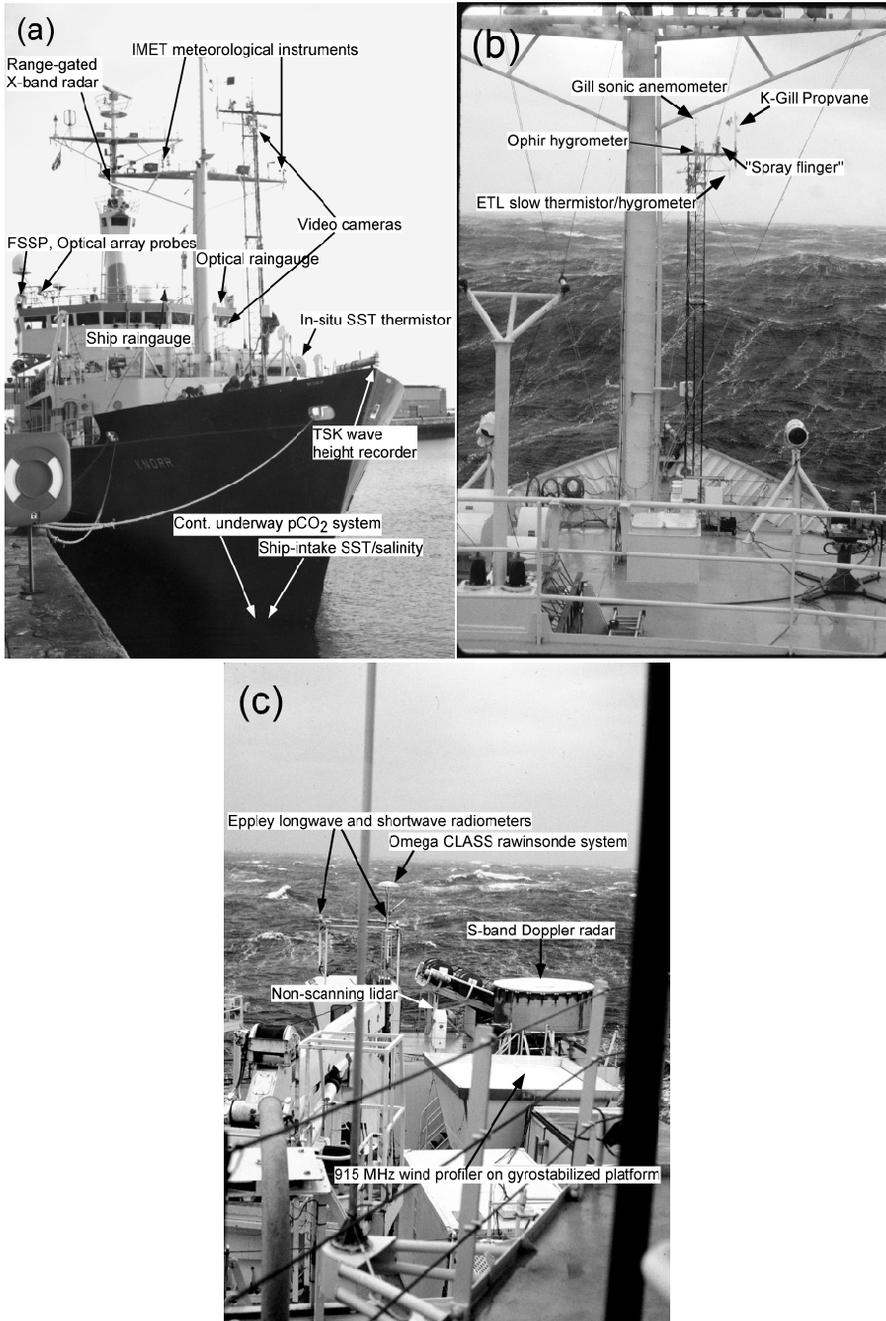 (a)
IMET meteorological instruments
Range-gated
X-band radar
Video cameras
FSSP, Optical array probes
Optical raingauge
In-situ SST thermistor
Ship raingauge
TSK wave
height recorder
KNORR
Cont. underway pCO2 system
Ship-intake SST/salinity
(b)
Gill sonic anemometer
K-Gill Propvane
Ophir hygrometer
"Spray flinger"
ETL slow thermistor/hygrometer
(c)
Eppley longwave and shortwave radiometers
Omega CLASS rawinsonde system
S-band Doppler radar
Non-scanning lidar
915 MHz wind profiler on gyrostabilized platform